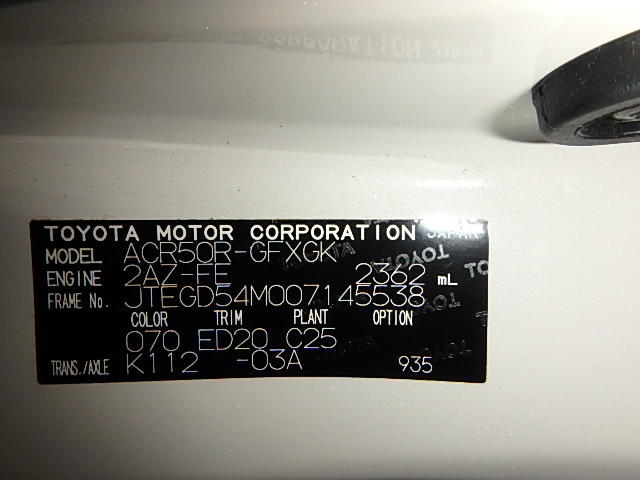 TOYOTA MOTOR CORPORATION JAPAN
MODEL ACR50R-GFXGK
ENGINE 2AZ-FE 2362 mL
FRAME No. JTEGD54M007145538
COLOR TRIM PLANT OPTION
070 ED20 C25
TRANS./AXLE K112 -03A 935